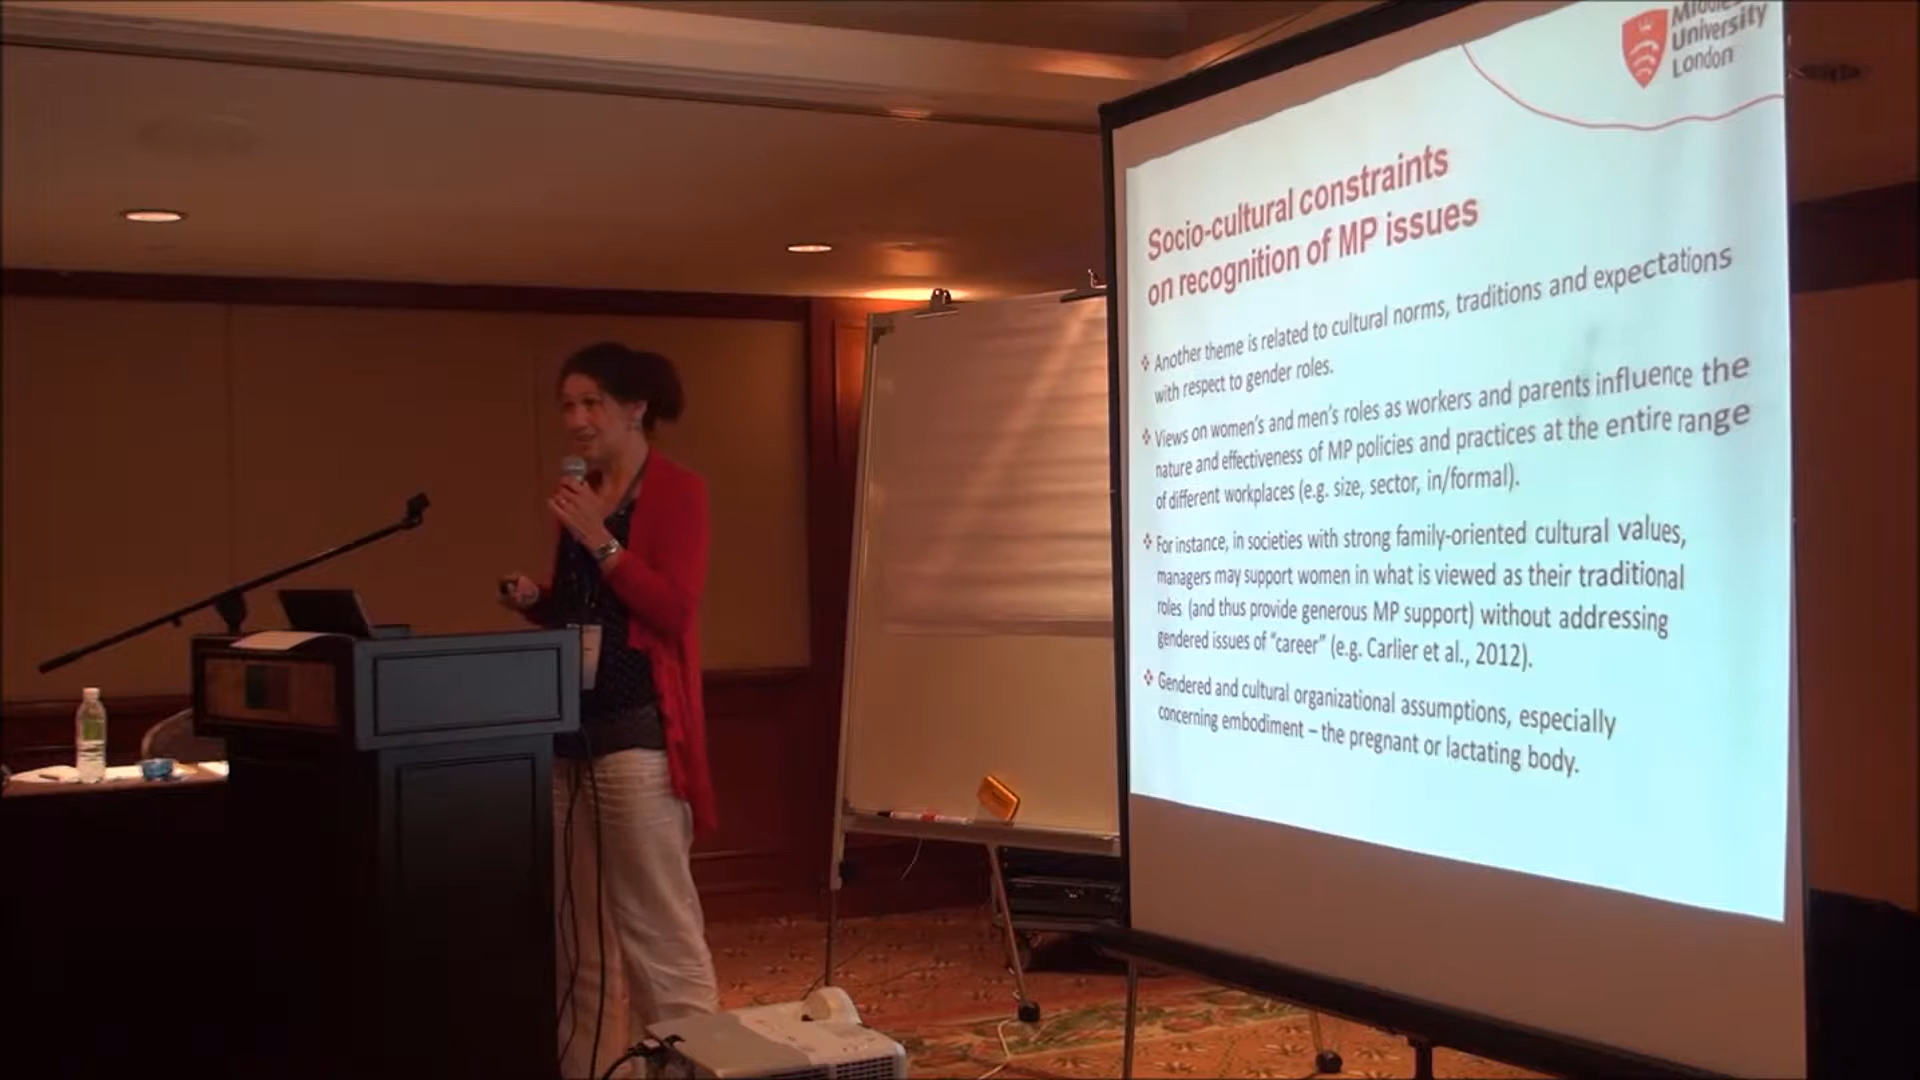 University
London
Socio-cultural constraints
on recognition of MP issues
Another theme is related to cultural norms, traditions and expectations
with respect to gender roles.
Views on women's and men's roles as workers and parents influence the
nature and effectiveness of MP policies and practices at the entire range
of different workplaces (e.g. size, sector, in/formal).
For instance, in societies with strong family-oriented cultural values,
managers may support women in what is viewed as their traditional
roles (and thus provide generous MP support) without addressing
gendered issues of "career" (e.g. Carlier et al., 2012).
Gendered and cultural organizational assumptions, especially
concerning embodiment – the pregnant or lactating body.